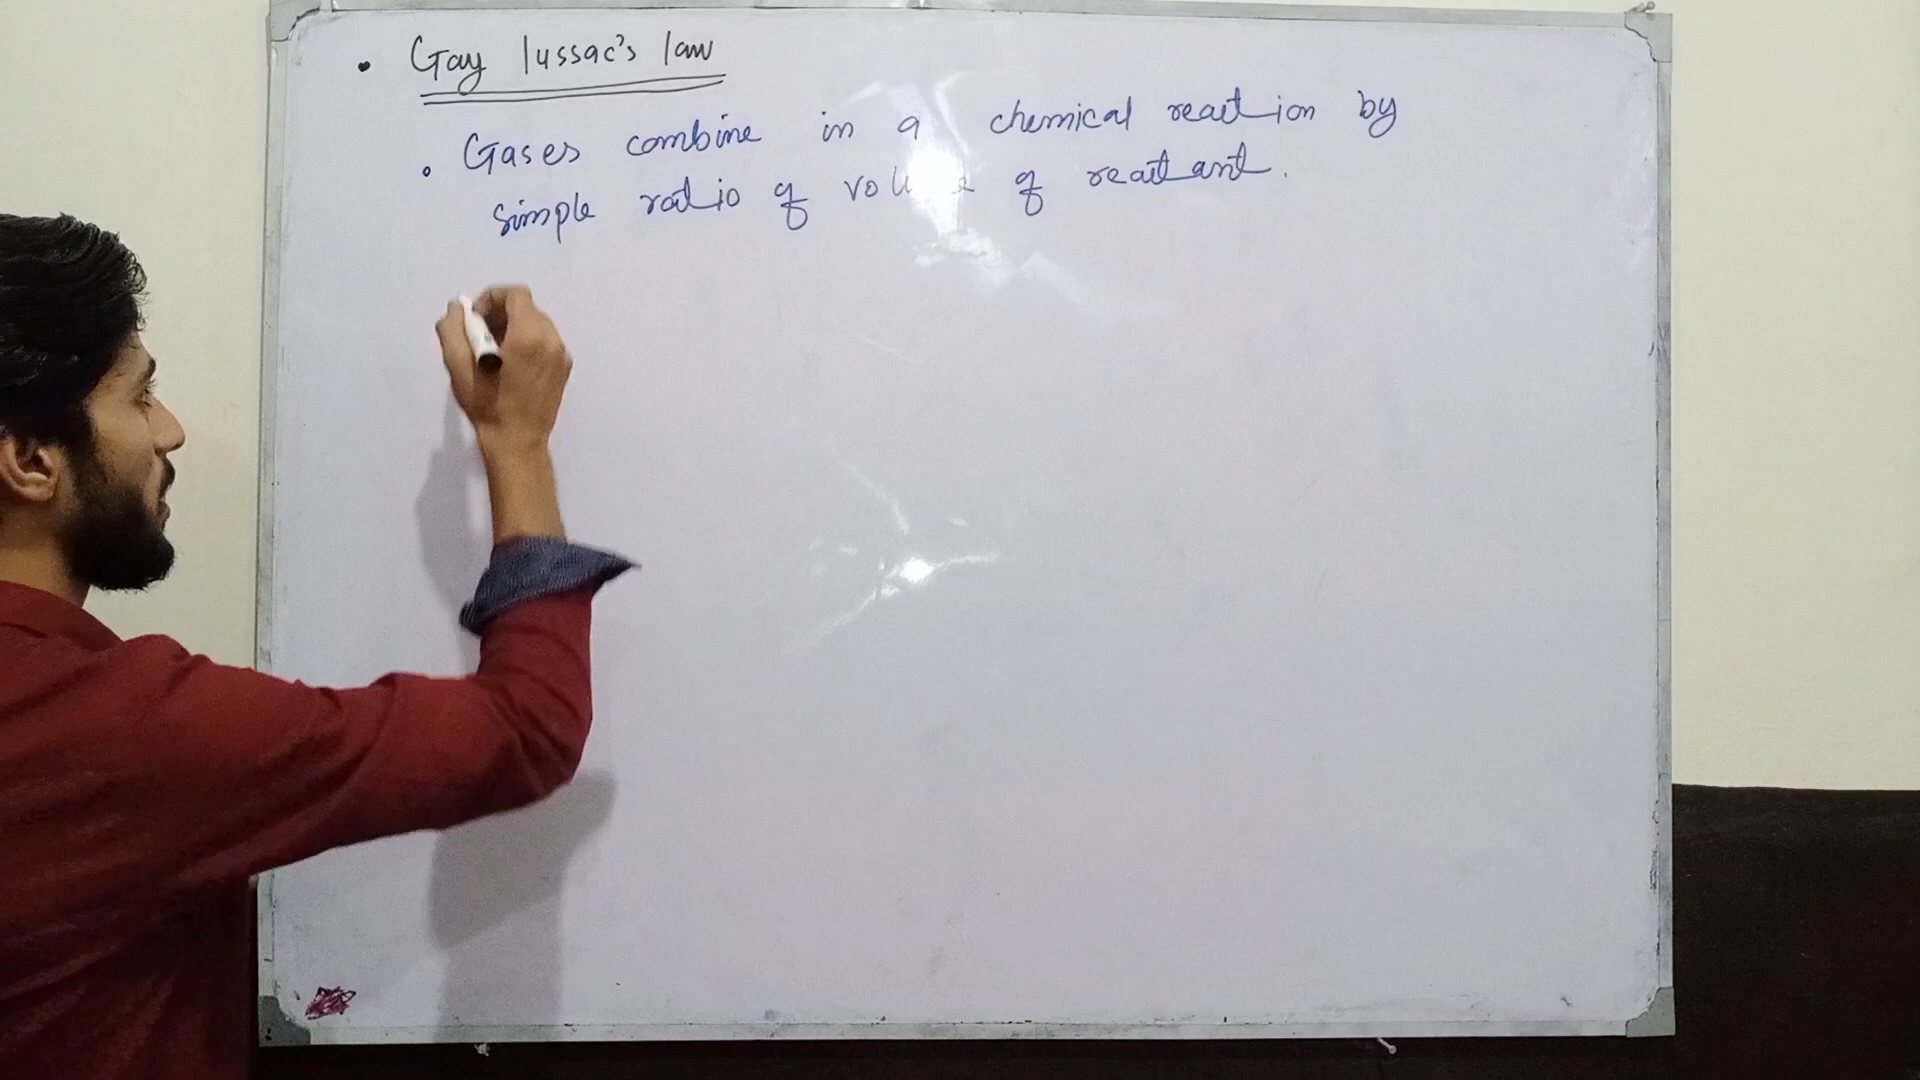 • Gay lussac's law
• Gases combine in a chemical reaction by
simple ratio of volume of reactant.